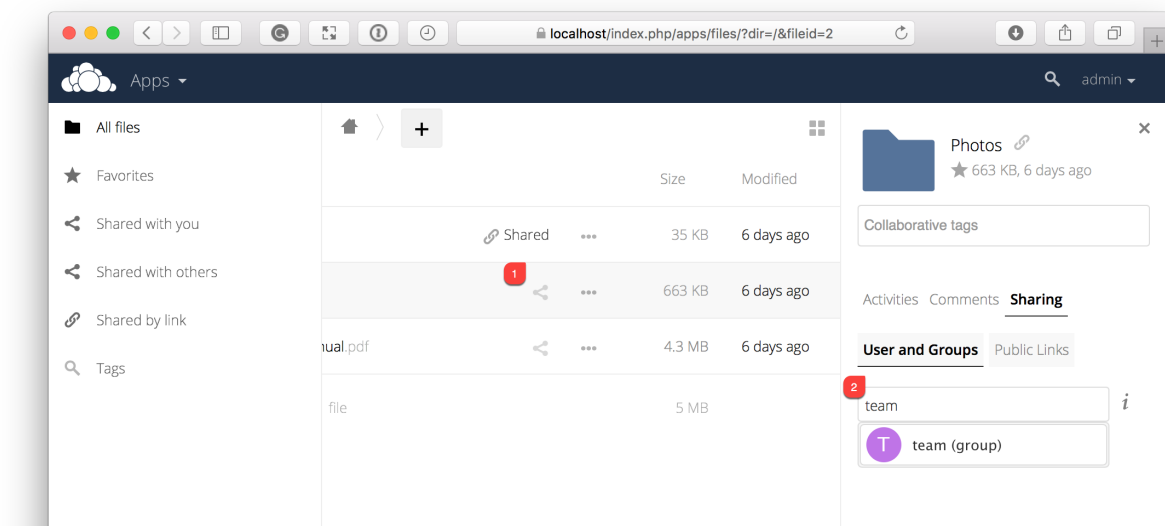 localhost/index.php/apps/files/?dir=/&fileid=2
Apps
admin
All files
Favorites
Shared with you
Shared with others
Shared by link
Tags
Size Modified
Shared 35 KB 6 days ago
1
663 KB 6 days ago
nual.pdf 4.3 MB 6 days ago
file 5 MB
Photos
663 KB, 6 days ago
Collaborative tags
Activities Comments Sharing
User and Groups Public Links
2
team
i
T team (group)